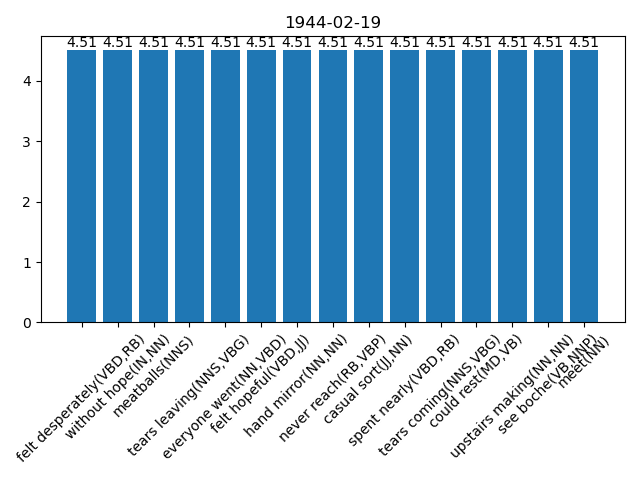 1944-02-19
4.51 4.51 4.51 4.51 4.51 4.51 4.51 4.51 4.51 4.51 4.51 4.51 4.51 4.51 4.51
4
3
2
1
0
felt desperately(VBD,RB)
without hope(IN,NN)
meatballs(NNS)
tears leaving(NNS,VBG)
everyone went(NN,VBD)
felt hopeful(VBD,JJ)
hand mirror(NN,NN)
never reach(RB,VBP)
casual sort(JJ,NN)
spent nearly(VBD,RB)
tears coming(NNS,VBG)
could rest(MD,VB)
upstairs making(NN,NN)
see boche(VB,NNP)
meet(NN)